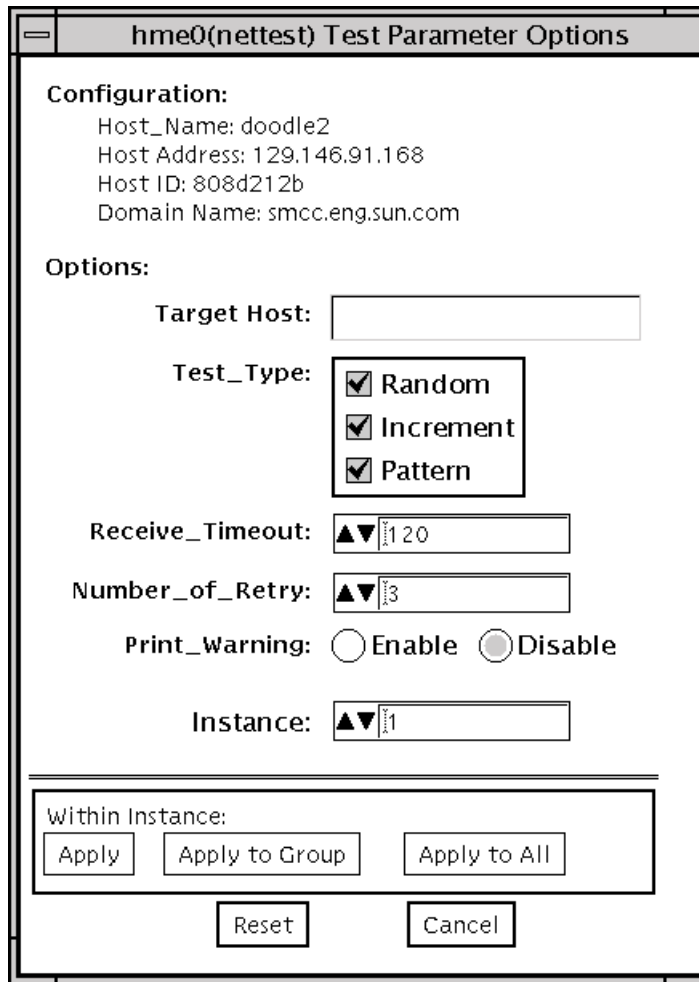 hme0(nettest) Test Parameter Options
Configuration:
Host_Name: doodle2
Host Address: 129.146.91.168
Host ID: 808d212b
Domain Name: smcc.eng.sun.com
Options:
Target Host:
Test_Type:
Random
Increment
Pattern
Receive_Timeout: 120
Number_of_Retry: 3
Print_Warning: Enable Disable
Instance: 1
Within Instance:
Apply Apply to Group Apply to All
Reset Cancel